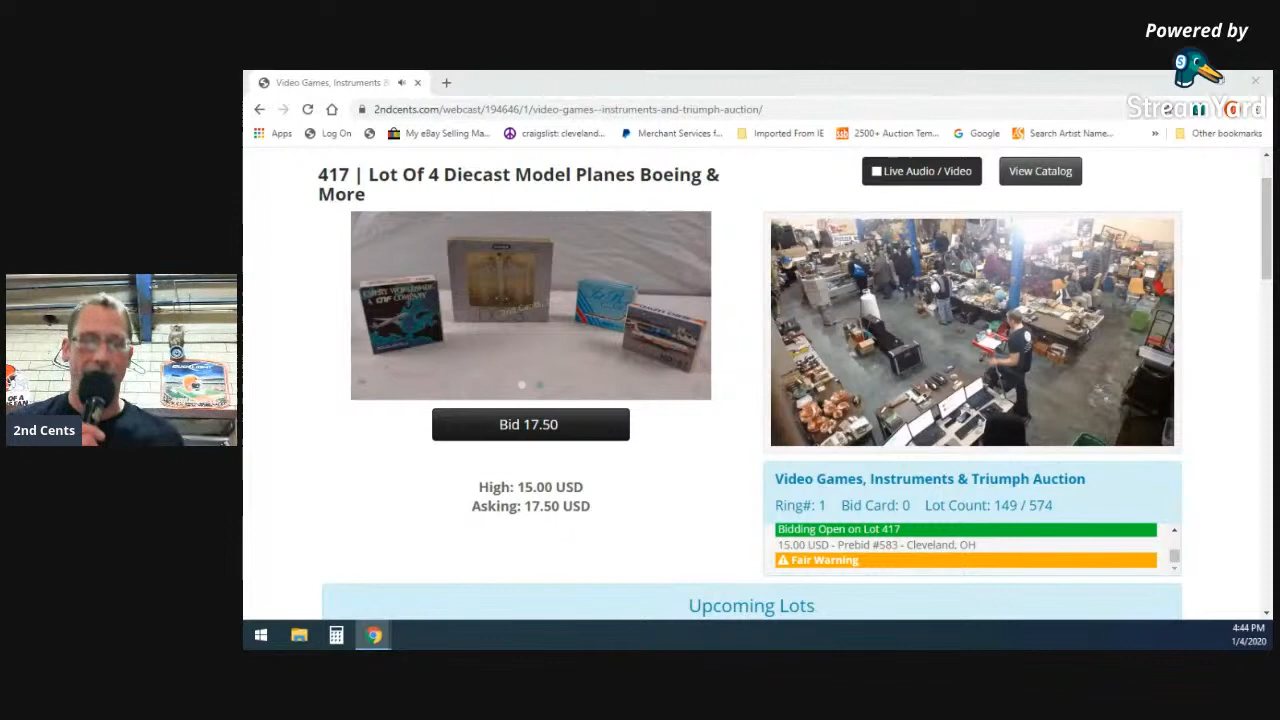 Powered by
StreamYard
Video Games, Instruments &
2ndcents.com/webcast/194646/1/video-games--instruments-and-triumph-auction/
Apps
Log On
My eBay Selling Ma...
craigslist: cleveland...
Merchant Services f...
Imported From IE
2500+ Auction Tem...
Google
Search Artist Name...
»
Other bookmarks
417 | Lot Of 4 Diecast Model Planes Boeing &
More
Live Audio / Video
View Catalog
EMERY WORLDWIDE
A CNF COMPANY
Bid 17.50
High: 15.00 USD
Asking: 17.50 USD
Video Games, Instruments & Triumph Auction
Ring#: 1 Bid Card: 0 Lot Count: 149 / 574
Bidding Open on Lot 417
15.00 USD - Prebid #583 - Cleveland, OH
Fair Warning
Upcoming Lots
2nd Cents
4:44 PM
1/4/2020